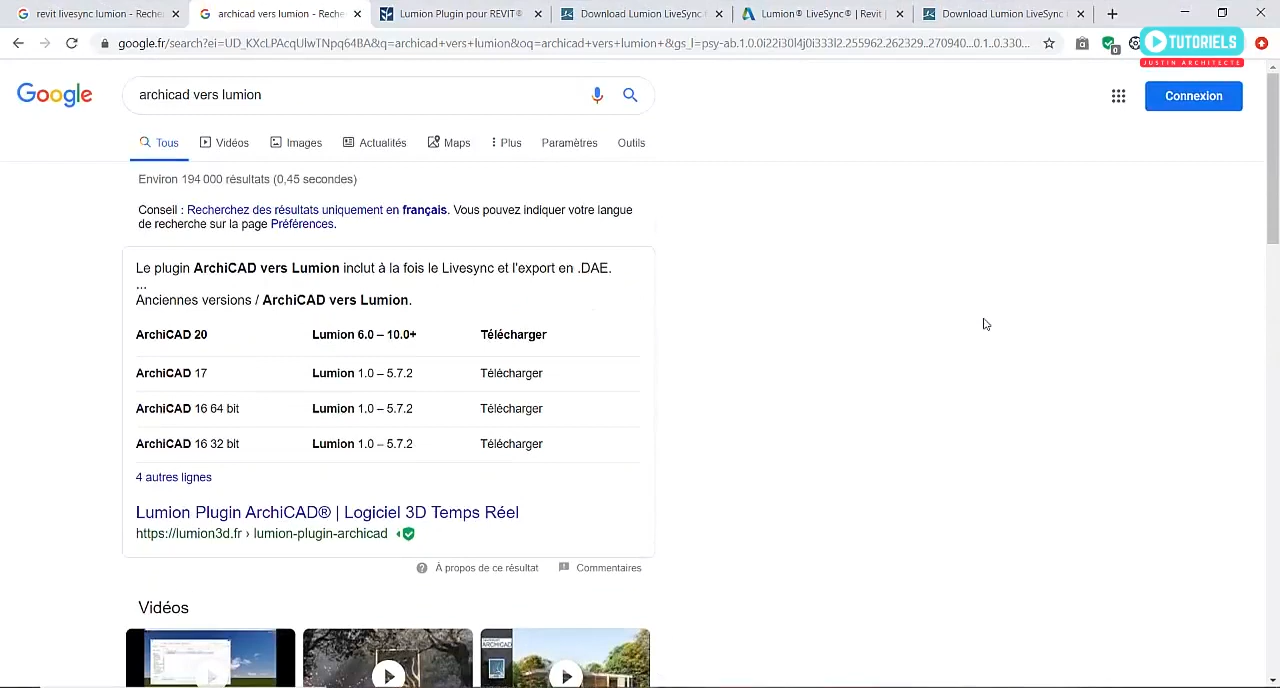 revit livesync lumion - Reche
archicad vers lumion - Reche
Lumion Plugin pour REVIT®
Download Lumion LiveSync
Lumion® LiveSync® | Revit
Download Lumion LiveSync
google.fr/search?ei=UD_KXcLPAcqUlwTNpq64BA&q=archicad+vers+lumion+&oq=archicad+vers+lumion+&gs_l=psy-ab.1.0.0i22i30l4j0i333l2.255962.262329..270940...0.1..0.330...
0
TUTORIELS
JUSTIN ARCHITECTE
Google
archicad vers lumion
Connexion
Tous
Vidéos
Images
Actualités
Maps
Plus
Paramètres
Outils
Environ 194 000 résultats (0,45 secondes)
Conseil : Recherchez des résultats uniquement en français. Vous pouvez indiquer votre langue
de recherche sur la page Préférences.
Le plugin ArchiCAD vers Lumion inclut à la fois le Livesync et l'export en .DAE.
...
Anciennes versions / ArchiCAD vers Lumion.
ArchiCAD 20 Lumion 6.0 – 10.0+ Télécharger
ArchiCAD 17 Lumion 1.0 – 5.7.2 Télécharger
ArchiCAD 16 64 bit Lumion 1.0 – 5.7.2 Télécharger
ArchiCAD 16 32 bit Lumion 1.0 – 5.7.2 Télécharger
4 autres lignes
Lumion Plugin ArchiCAD® | Logiciel 3D Temps Réel
https://lumion3d.fr › lumion-plugin-archicad
À propos de ce résultat
Commentaires
Vidéos
ARCHICAD